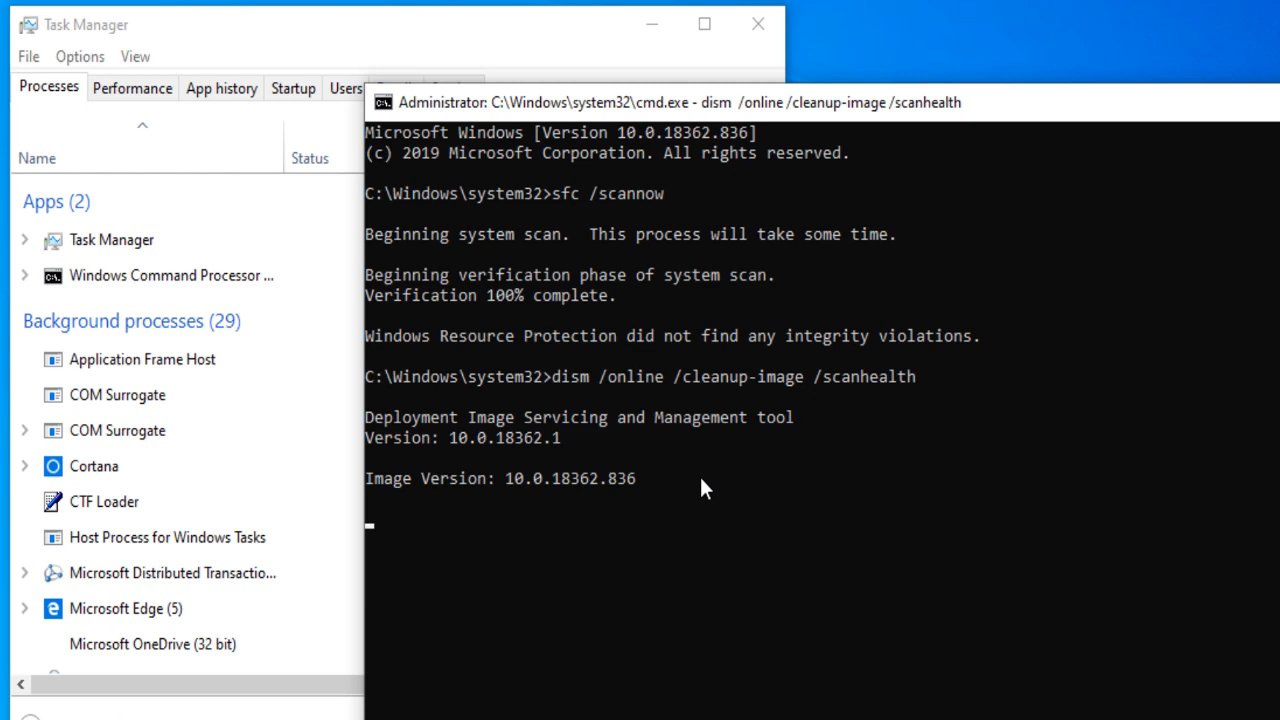 Task Manager
File Options View
Processes Performance App history Startup Users
Name Status
Apps (2)
Task Manager
Windows Command Processor ...
Background processes (29)
Application Frame Host
COM Surrogate
COM Surrogate
Cortana
CTF Loader
Host Process for Windows Tasks
Microsoft Distributed Transactio...
Microsoft Edge (5)
Microsoft OneDrive (32 bit)
Administrator: C:\Windows\system32\cmd.exe - dism /online /cleanup-image /scanhealth
Microsoft Windows [Version 10.0.18362.836]
(c) 2019 Microsoft Corporation. All rights reserved.
C:\Windows\system32>sfc /scannow
Beginning system scan. This process will take some time.
Beginning verification phase of system scan.
Verification 100% complete.
Windows Resource Protection did not find any integrity violations.
C:\Windows\system32>dism /online /cleanup-image /scanhealth
Deployment Image Servicing and Management tool
Version: 10.0.18362.1
Image Version: 10.0.18362.836